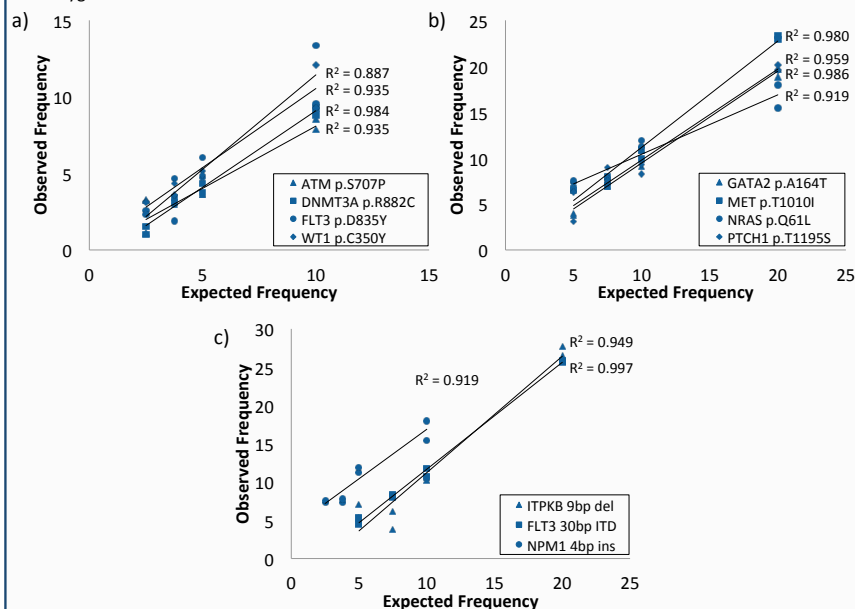 a)
15
10
5
0
0
5
10
15
Observed Frequency
Expected Frequency
R² = 0.887
R² = 0.935
R² = 0.984
R² = 0.935
ATM p.S707P
DNMT3A p.R882C
FLT3 p.D835Y
WT1 p.C350Y
b)
25
20
15
10
5
0
0
5
10
15
20
25
Observed Frequency
Expected Frequency
R² = 0.980
R² = 0.959
R² = 0.986
R² = 0.919
GATA2 p.A164T
MET p.T1010I
NRAS p.Q61L
PTCH1 p.T1195S
c)
30
25
20
15
10
5
0
0
5
10
15
20
25
Observed Frequency
Expected Frequency
R² = 0.919
R² = 0.949
R² = 0.997
ITPKB 9bp del
FLT3 30bp ITD
NPM1 4bp ins